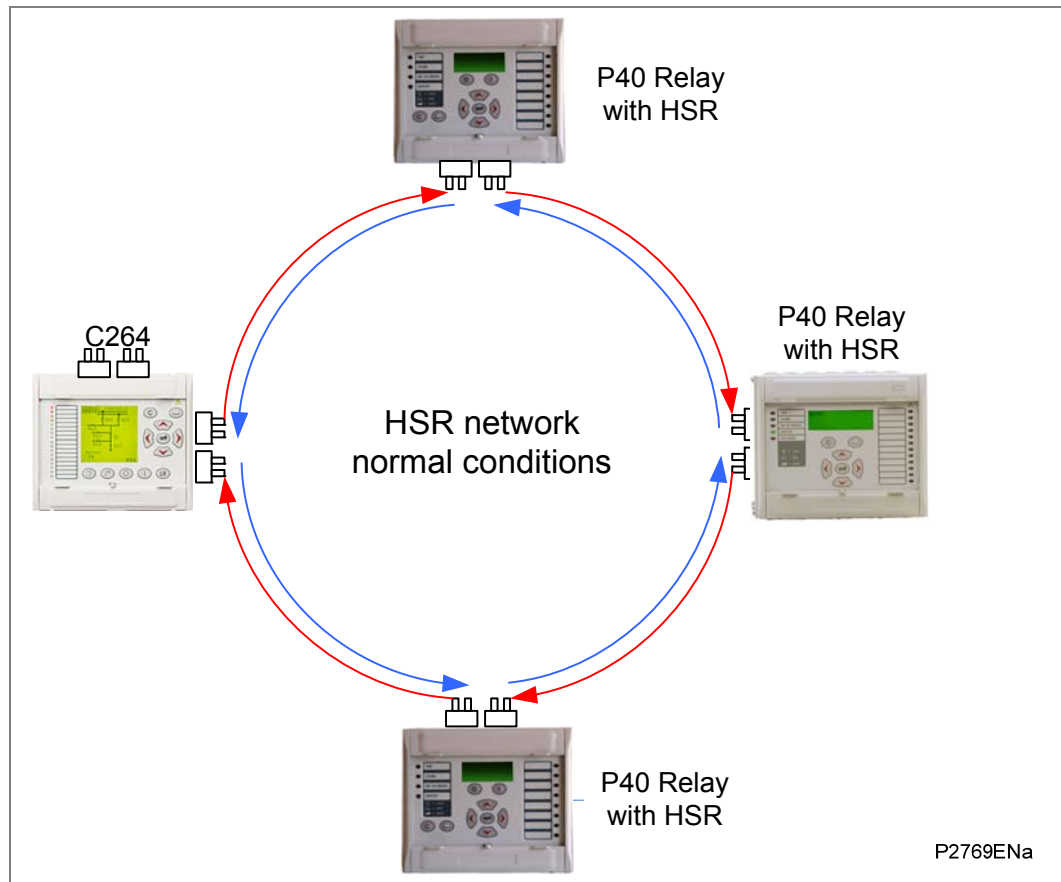 P40 Relay
with HSR
P40 Relay
with HSR
C264
HSR network
normal conditions
P40 Relay
with HSR
P2769ENa